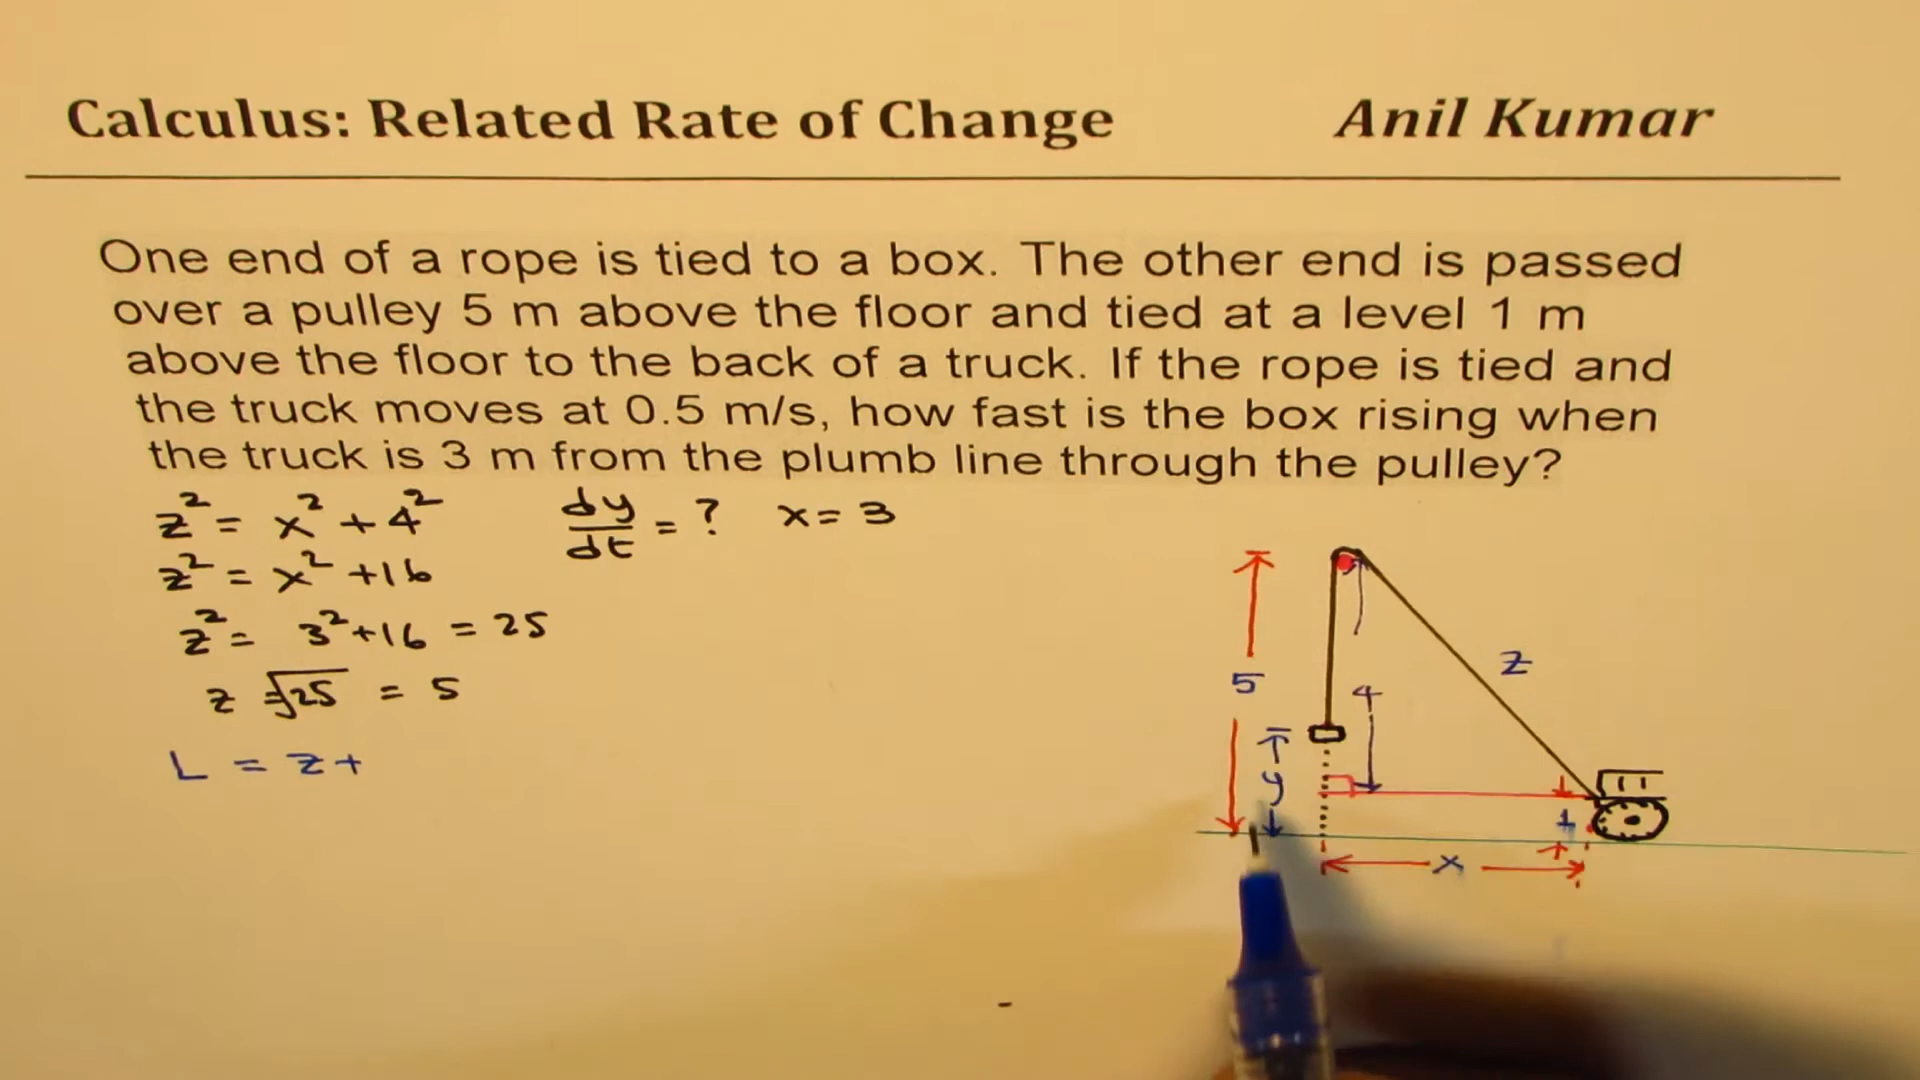 Calculus: Related Rate of Change Anil Kumar
One end of a rope is tied to a box. The other end is passed
over a pulley 5 m above the floor and tied at a level 1 m
above the floor to the back of a truck. If the rope is tied and
the truck moves at 0.5 m/s, how fast is the box rising when
the truck is 3 m from the plumb line through the pulley?
z² = x² + 4² dy/dt = ? x = 3
z² = x² + 16
z² = 3² + 16 = 25
z = √25 = 5
L = z +
z
5
4
y
1
x